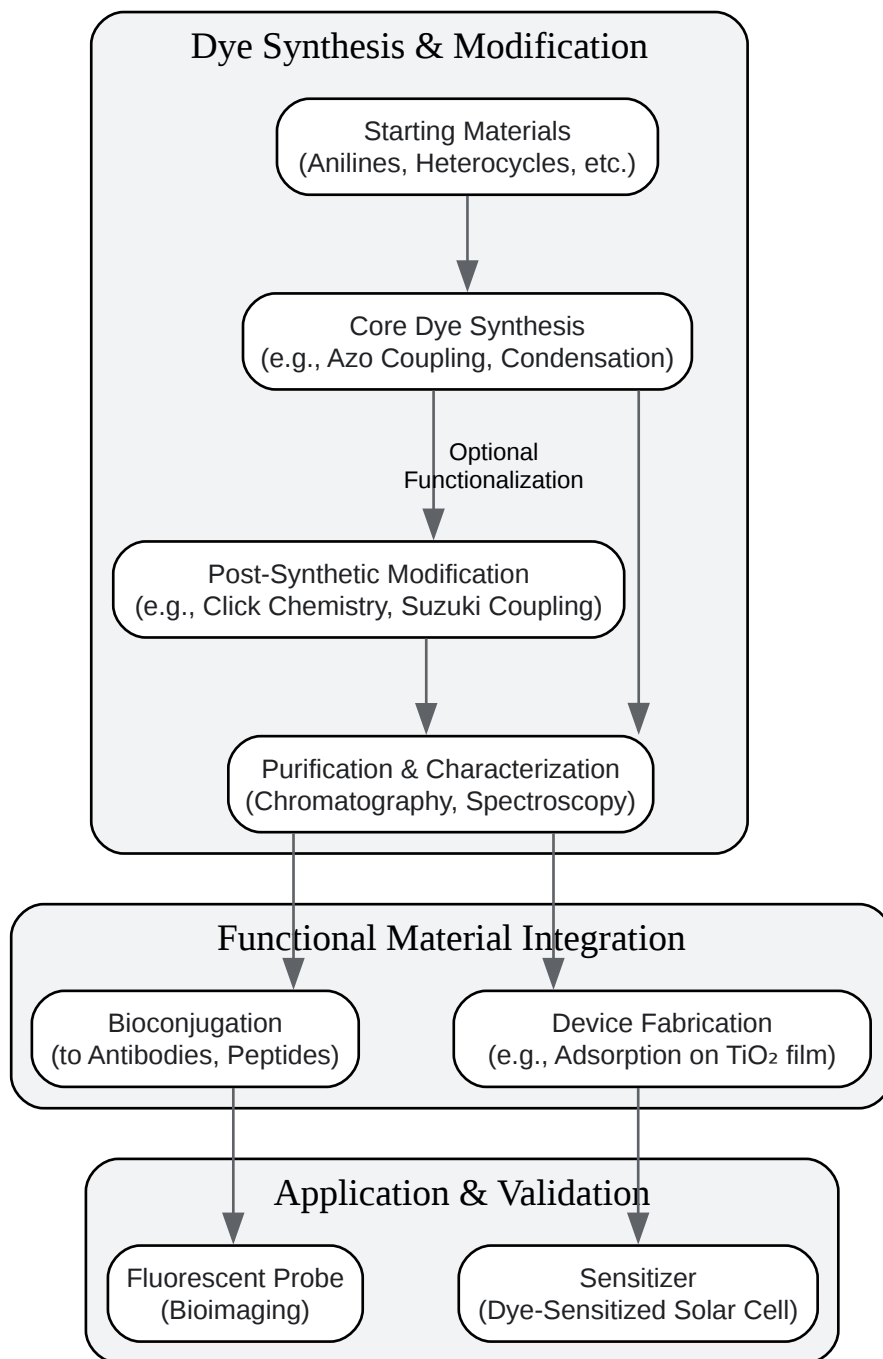 Dye Synthesis & Modification
Starting Materials
(Anilines, Heterocycles, etc.)
Core Dye Synthesis
(e.g., Azo Coupling, Condensation)
Optional
Functionalization
Post-Synthetic Modification
(e.g., Click Chemistry, Suzuki Coupling)
Purification & Characterization
(Chromatography, Spectroscopy)
Functional Material Integration
Bioconjugation
(to Antibodies, Peptides)
Device Fabrication
(e.g., Adsorption on TiO₂ film)
Application & Validation
Fluorescent Probe
(Bioimaging)
Sensitizer
(Dye-Sensitized Solar Cell)